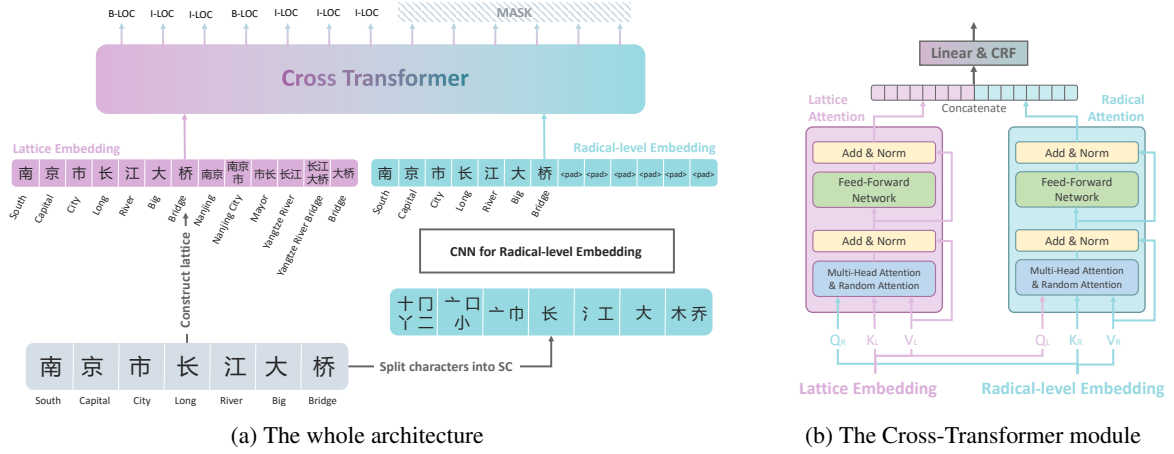 B-LOC I-LOC I-LOC B-LOC I-LOC I-LOC I-LOC MASK
Cross Transformer
Lattice Embedding
南 京 市 长 江 大 桥 南京 南京市 市长 长江 长江大桥 大桥
South Capital City Long River Big Bridge Nanjing Nanjing City Mayor Yangtze River Yangtze River Bridge Bridge
Radical-level Embedding
南 京 市 长 江 大 桥 <pad> <pad> <pad> <pad> <pad> <pad>
South Capital City Long River Big Bridge
Construct lattice
CNN for Radical-level Embedding
十 冂 亠 口 亠 巾 长 氵 工 大 木 乔
丷 二 小
南 京 市 长 江 大 桥
South Capital City Long River Big Bridge
Split characters into SC
(a) The whole architecture
Linear & CRF
Concatenate
Lattice
Attention
Add & Norm
Feed-Forward
Network
Add & Norm
Multi-Head Attention
& Random Attention
Radical
Attention
Add & Norm
Feed-Forward
Network
Add & Norm
Multi-Head Attention
& Random Attention
QR KL VL QL KR VR
Lattice Embedding Radical-level Embedding
(b) The Cross-Transformer module